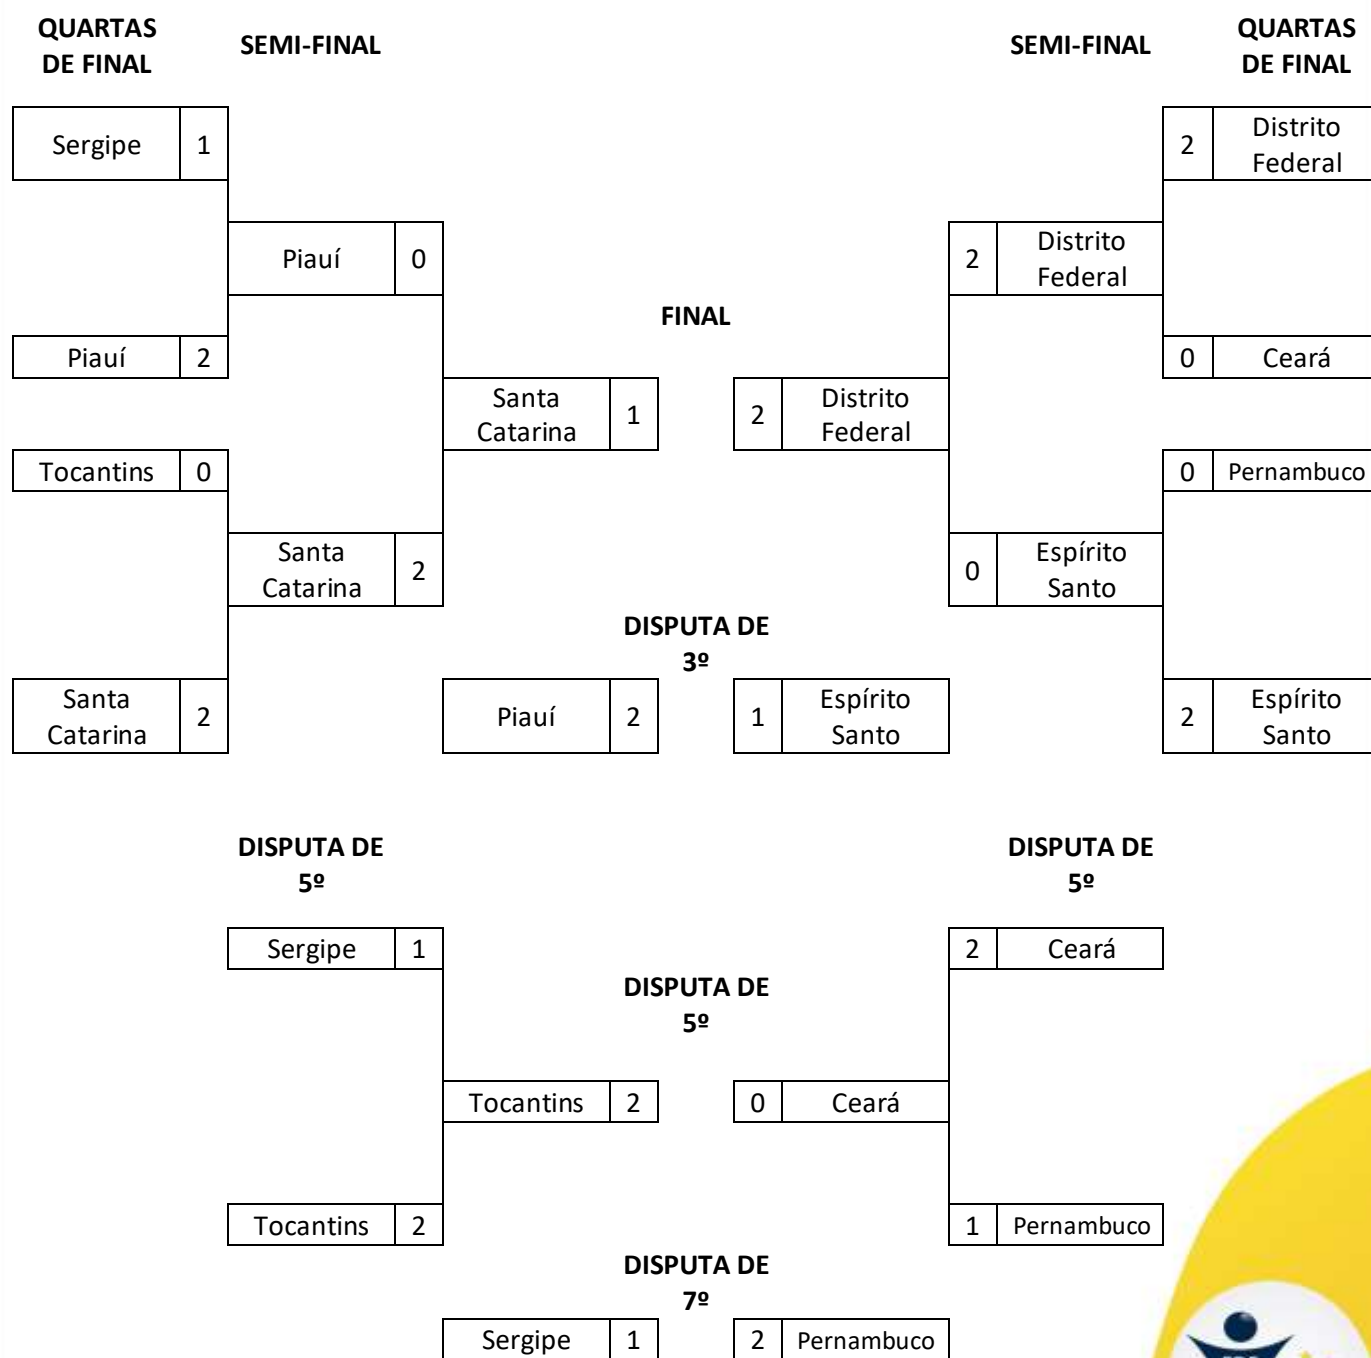 QUARTAS
DE FINAL
SEMI-FINAL
SEMI-FINAL
QUARTAS
DE FINAL
Sergipe 1
2 Distrito
Federal
Piauí 0
2 Distrito
Federal
FINAL
Piauí 2
0 Ceará
Santa
Catarina 1
2 Distrito
Federal
Tocantins 0
0 Pernambuco
Santa
Catarina 2
0 Espírito
Santo
DISPUTA DE
3º
Santa
Catarina 2
Piauí 2
1 Espírito
Santo
2 Espírito
Santo
DISPUTA DE
5º
DISPUTA DE
5º
Sergipe 1
2 Ceará
DISPUTA DE
5º
Tocantins 2
0 Ceará
Tocantins 2
1 Pernambuco
DISPUTA DE
7º
Sergipe 1
2 Pernambuco